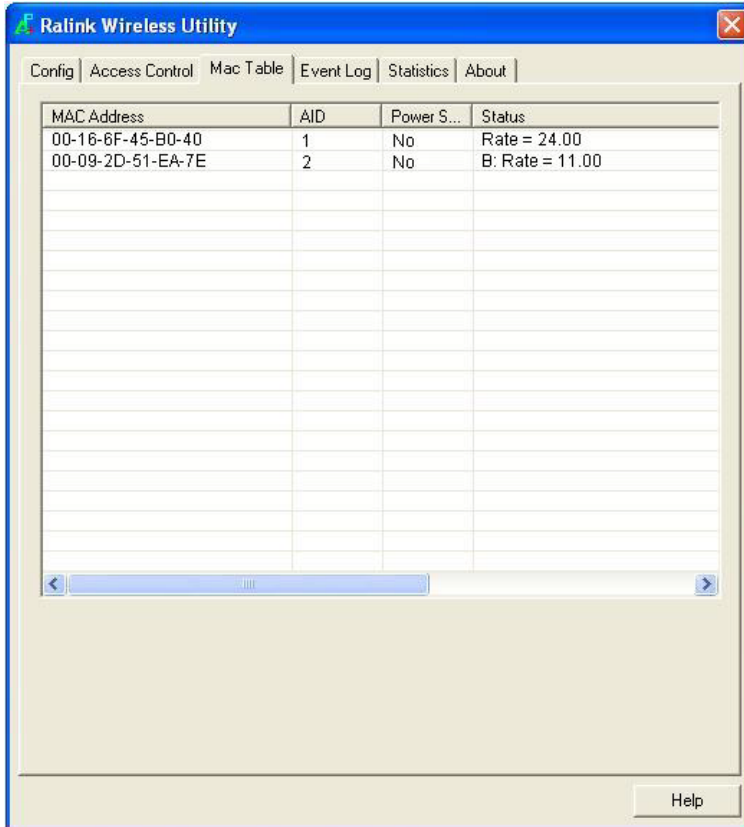 Ralink Wireless Utility
Config Access Control Mac Table Event Log Statistics About
MAC Address AID Power S... Status
00-16-6F-45-B0-40 1 No Rate = 24.00
00-09-2D-51-EA-7E 2 No B: Rate = 11.00
Help